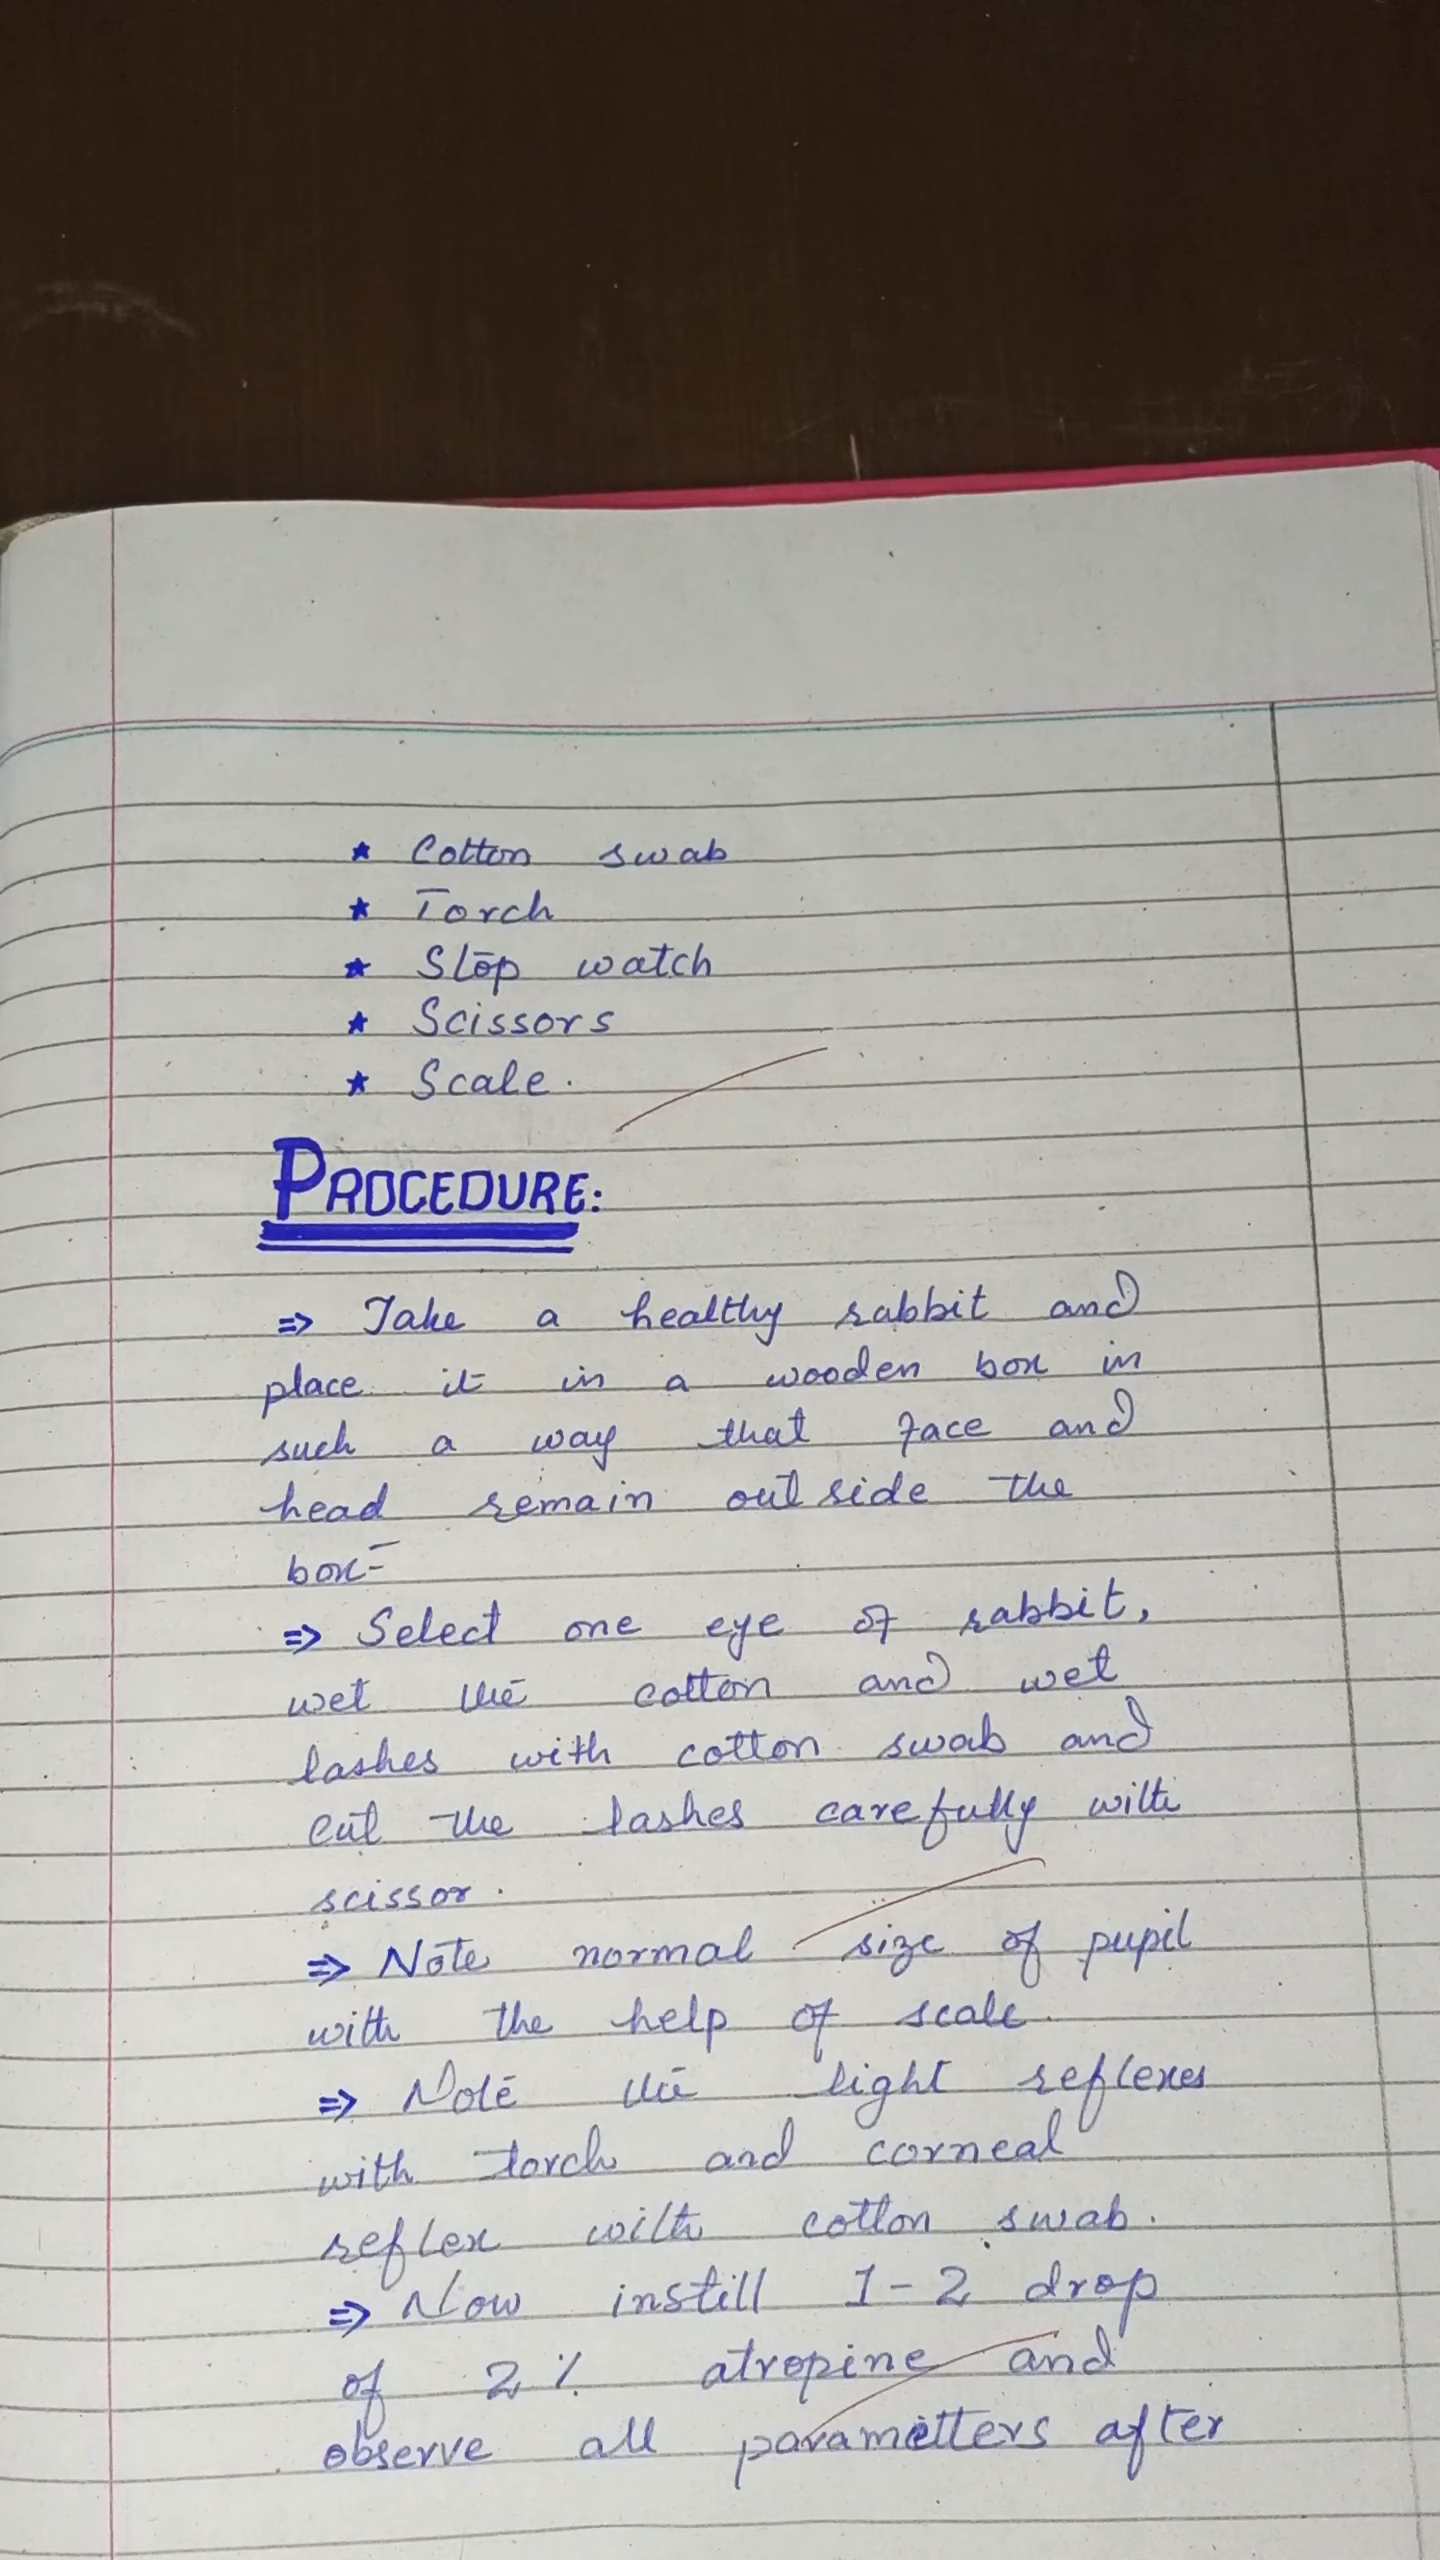 ★ Cotton swab
★ Torch
★ Stop watch
★ Scissors
★ Scale.
PROCEDURE:
⇒ Take a healthy rabbit and
place it in a wooden box in
such a way that face and
head remain outside the
box.
⇒ Select one eye of rabbit,
wet the cotton and wet
lashes with cotton swab and
cut the lashes carefully with
scissor.
⇒ Note normal size of pupil
with the help of scale.
⇒ Note the light reflexes
with torch and corneal
reflex with cotton swab.
⇒ Now instill 1-2 drop
of 2% atropine and
observe all parametters after